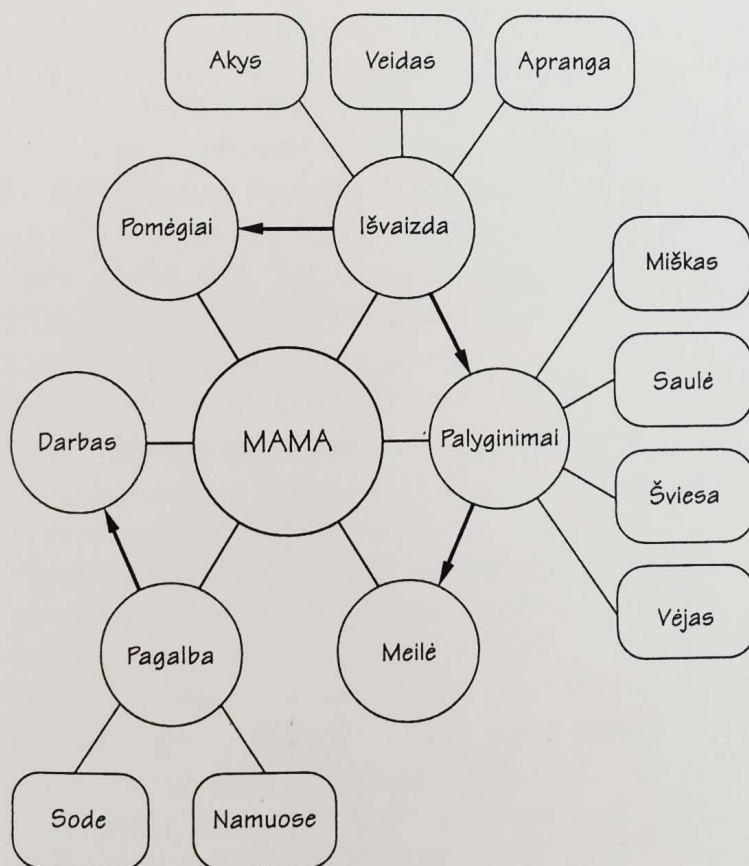 Akys
Veidas
Apranga
Pomėgiai
Išvaizda
Miškas
Saulė
Darbas
MAMA
Palyginimai
Šviesa
Vėjas
Pagalba
Meilė
Sode
Namuose